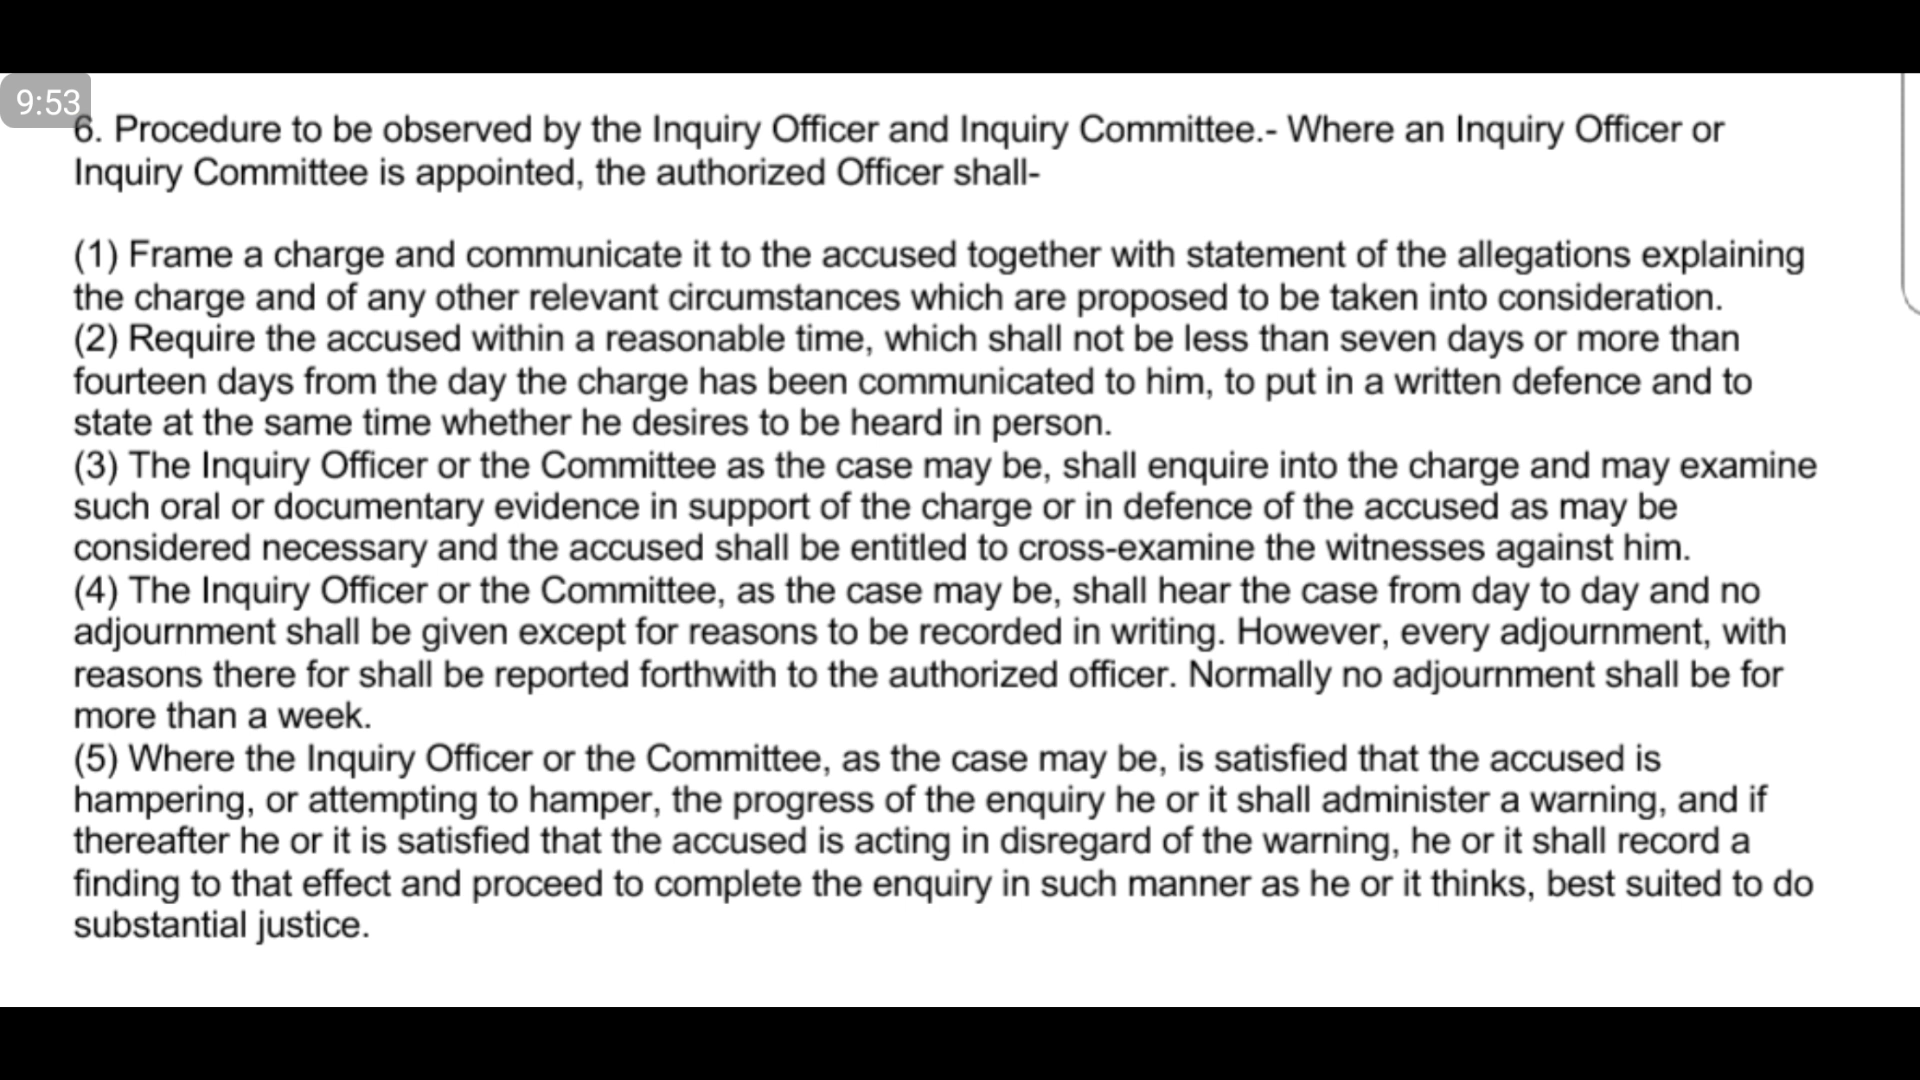 9:53
6. Procedure to be observed by the Inquiry Officer and Inquiry Committee.- Where an Inquiry Officer or
Inquiry Committee is appointed, the authorized Officer shall-
(1) Frame a charge and communicate it to the accused together with statement of the allegations explaining
the charge and of any other relevant circumstances which are proposed to be taken into consideration.
(2) Require the accused within a reasonable time, which shall not be less than seven days or more than
fourteen days from the day the charge has been communicated to him, to put in a written defence and to
state at the same time whether he desires to be heard in person.
(3) The Inquiry Officer or the Committee as the case may be, shall enquire into the charge and may examine
such oral or documentary evidence in support of the charge or in defence of the accused as may be
considered necessary and the accused shall be entitled to cross-examine the witnesses against him.
(4) The Inquiry Officer or the Committee, as the case may be, shall hear the case from day to day and no
adjournment shall be given except for reasons to be recorded in writing. However, every adjournment, with
reasons there for shall be reported forthwith to the authorized officer. Normally no adjournment shall be for
more than a week.
(5) Where the Inquiry Officer or the Committee, as the case may be, is satisfied that the accused is
hampering, or attempting to hamper, the progress of the enquiry he or it shall administer a warning, and if
thereafter he or it is satisfied that the accused is acting in disregard of the warning, he or it shall record a
finding to that effect and proceed to complete the enquiry in such manner as he or it thinks, best suited to do
substantial justice.